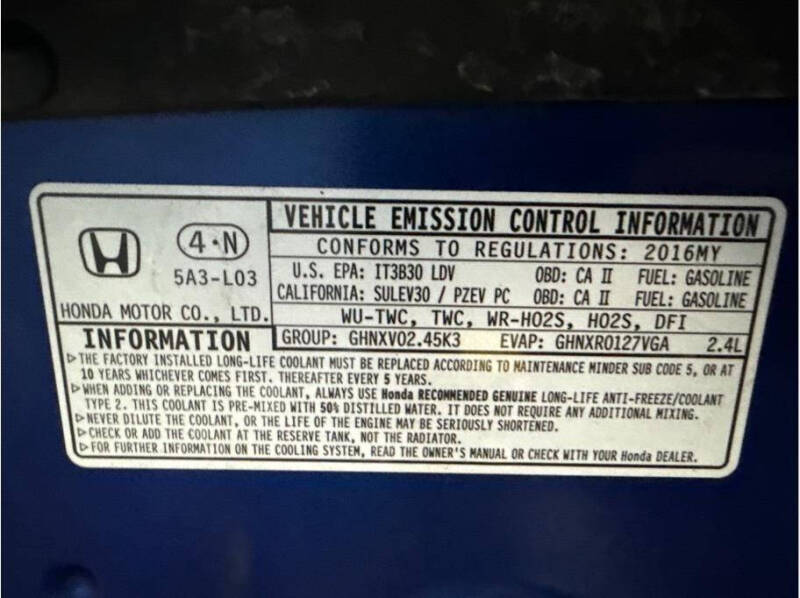 4·N
5A3-L03
HONDA MOTOR CO., LTD.
VEHICLE EMISSION CONTROL INFORMATION
CONFORMS TO REGULATIONS: 2016MY
U.S. EPA: IT3B30 LDV OBD: CA II FUEL: GASOLINE
CALIFORNIA: SULEV30 / PZEV PC OBD: CA II FUEL: GASOLINE
WU-TWC, TWC, WR-HO2S, HO2S, DFI
GROUP: GHNXV02.45K3 EVAP: GHNXR0127VGA 2.4L
INFORMATION
▷THE FACTORY INSTALLED LONG-LIFE COOLANT MUST BE REPLACED ACCORDING TO MAINTENANCE MINDER SUB CODE 5, OR AT
10 YEARS WHICHEVER COMES FIRST. THEREAFTER EVERY 5 YEARS.
▷WHEN ADDING OR REPLACING THE COOLANT, ALWAYS USE Honda RECOMMENDED GENUINE LONG-LIFE ANTI-FREEZE/COOLANT
TYPE 2. THIS COOLANT IS PRE-MIXED WITH 50% DISTILLED WATER. IT DOES NOT REQUIRE ANY ADDITIONAL MIXING.
▷NEVER DILUTE THE COOLANT, OR THE LIFE OF THE ENGINE MAY BE SERIOUSLY SHORTENED.
▷CHECK OR ADD THE COOLANT AT THE RESERVE TANK, NOT THE RADIATOR.
▷FOR FURTHER INFORMATION ON THE COOLING SYSTEM, READ THE OWNER'S MANUAL OR CHECK WITH YOUR Honda DEALER.